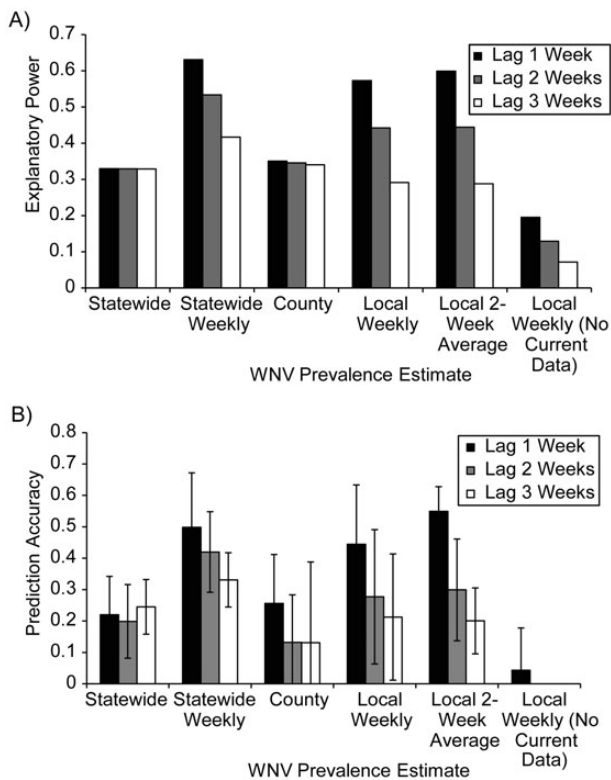 A)
0.7
0.6
0.5
0.4
0.3
0.2
0.1
0
Explanatory Power
Lag 1 Week
Lag 2 Weeks
Lag 3 Weeks
Statewide
Statewide
Weekly
County
Local
Weekly
Local 2-
Week
Average
Local
Weekly (No
Current
Data)
WNV Prevalence Estimate
B)
0.8
0.7
0.6
0.5
0.4
0.3
0.2
0.1
0
Prediction Accuracy
Lag 1 Week
Lag 2 Weeks
Lag 3 Weeks
Statewide
Statewide
Weekly
County
Local
Weekly
Local 2-
Week
Average
Local
Weekly (No
Current
Data)
WNV Prevalence Estimate